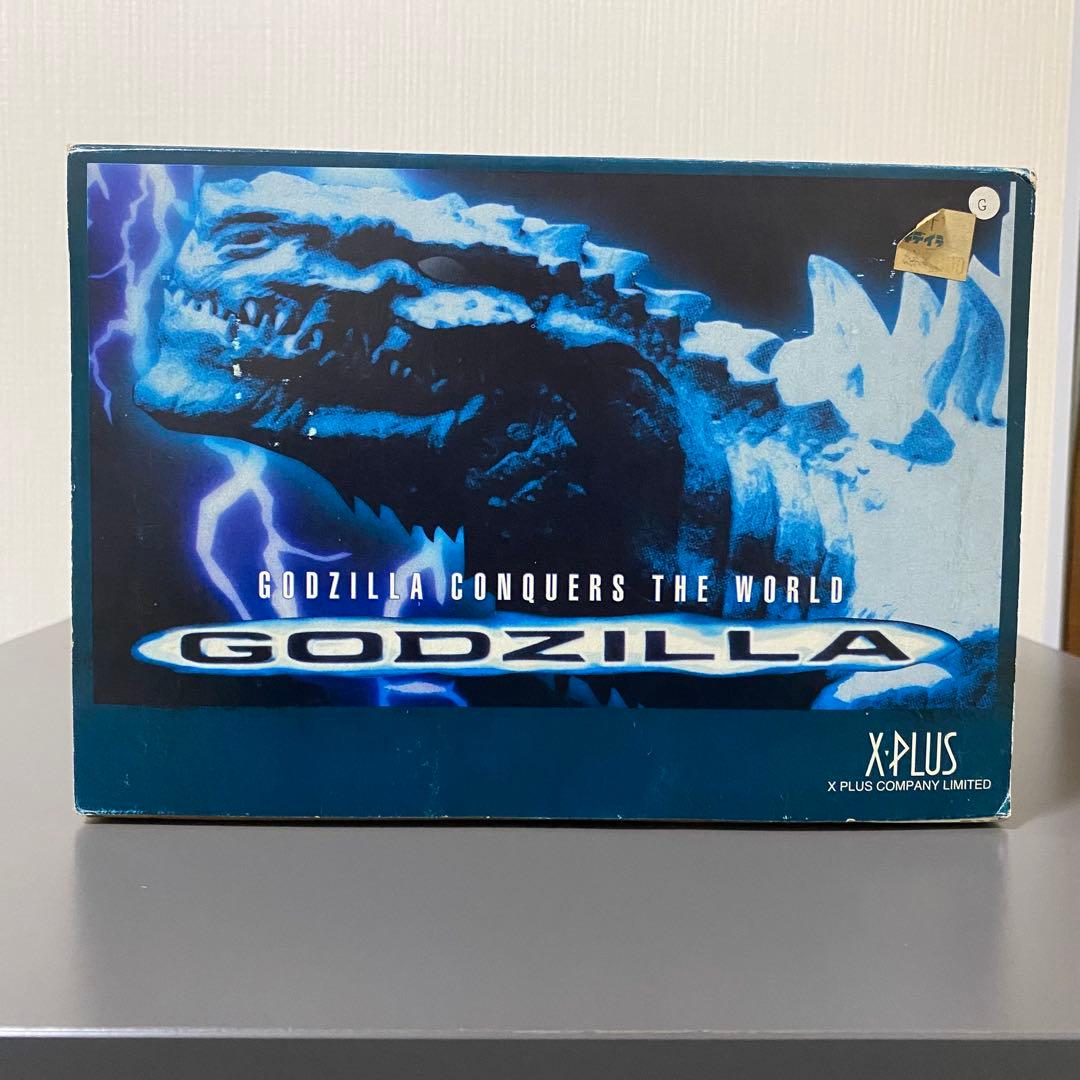 G
GODZILLA CONQUERS THE WORLD
GODZILLA
X·PLUS
X PLUS COMPANY LIMITED